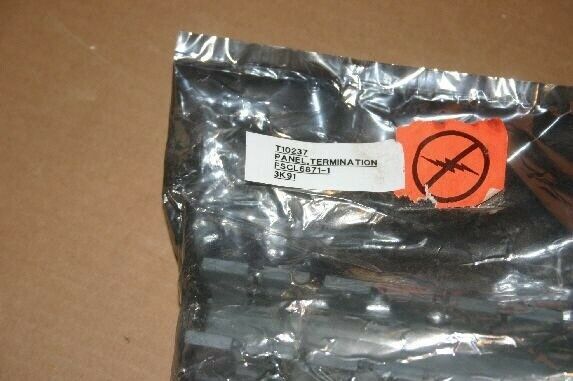 T10237
PANEL,TERMINATION
FSCL6871-1
3K91